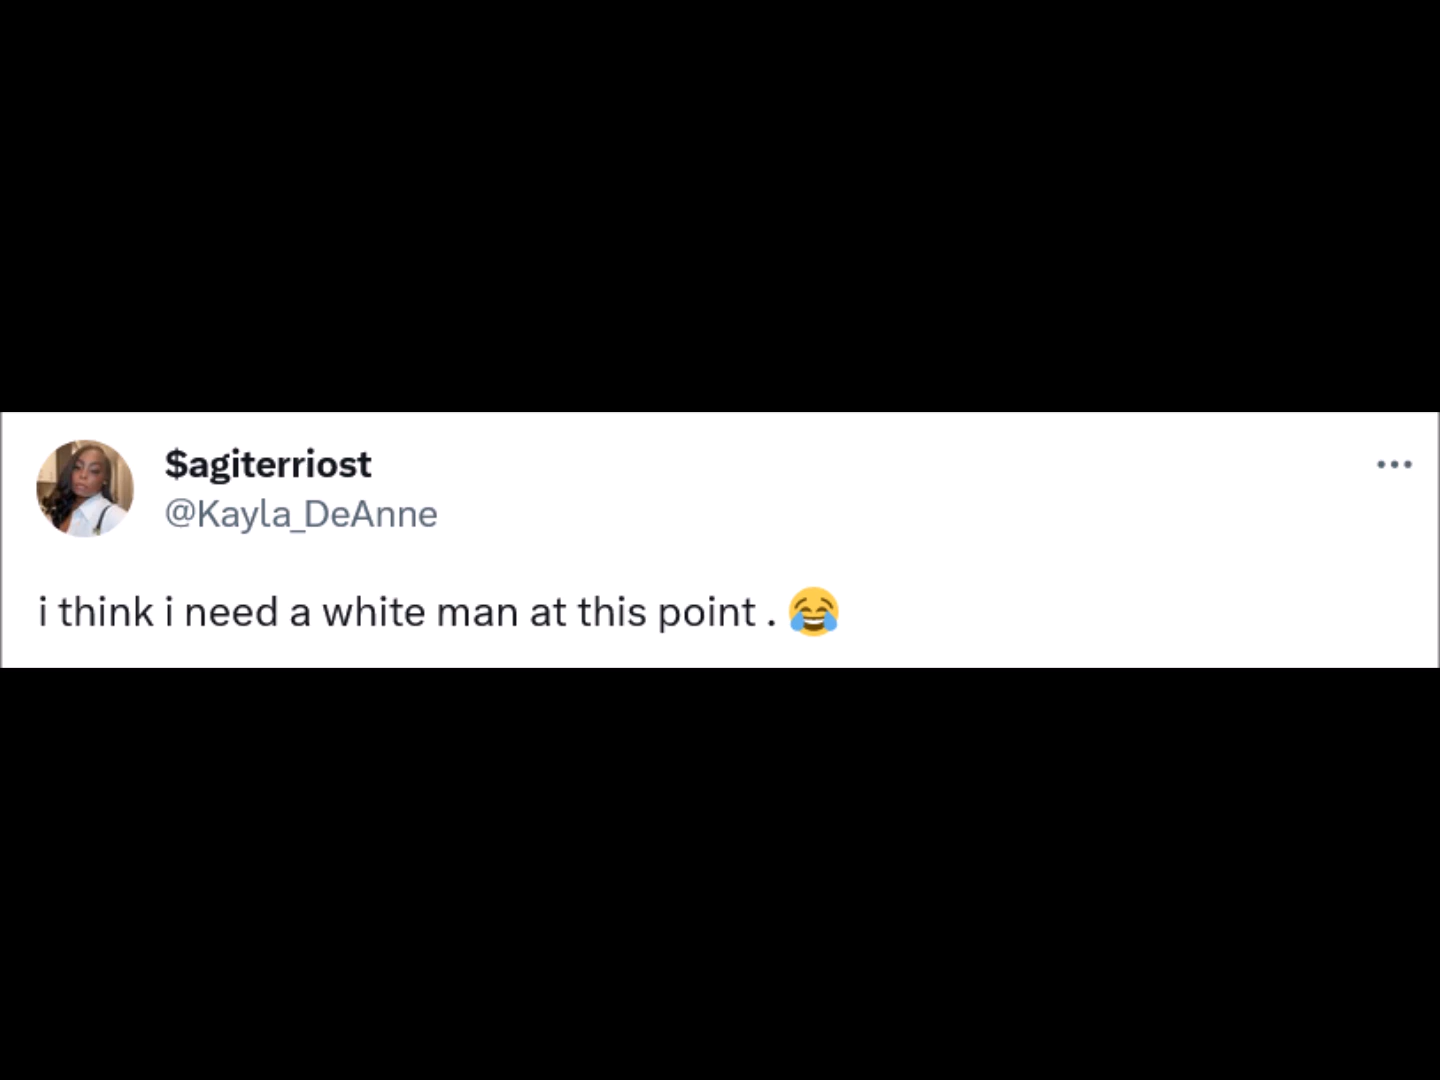 $agiterriost
@Kayla_DeAnne
i think i need a white man at this point . 😂